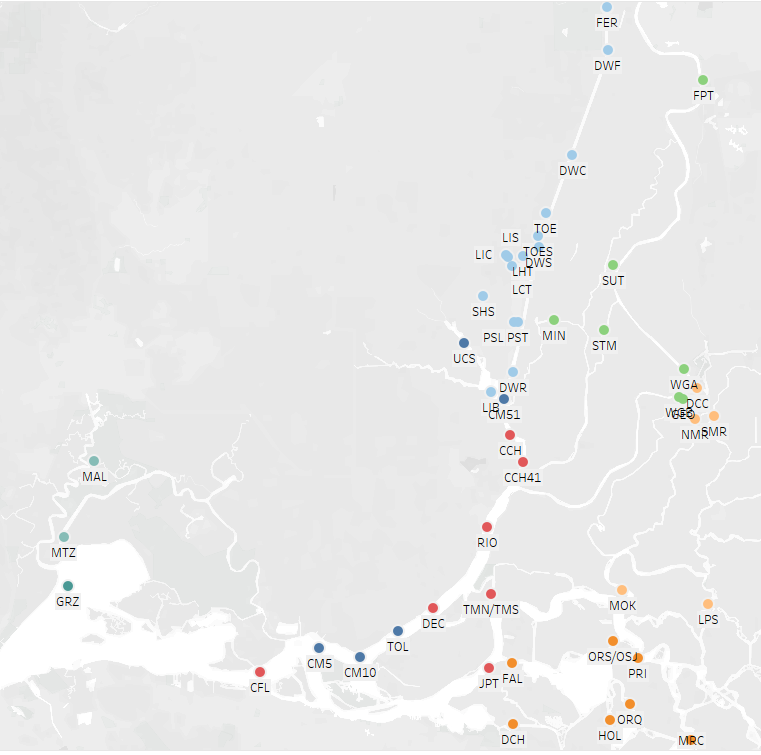 FER
DWF
FPT
DWC
TOE
LIS
TOES
LIC
DWS
LHT
SUT
LCT
SHS
PSL PST
MIN
STM
UCS
WGA
DWR
DCC
LIB
CM51
GEO
SMR
NMR
CCH
MAL
CCH41
RIO
MTZ
GRZ
MOK
TMN/TMS
LPS
DEC
TOL
ORS/OSJ
CM5
CM10
PRI
CFL
JPT
FAL
ORQ
HOL
DCH
MRC